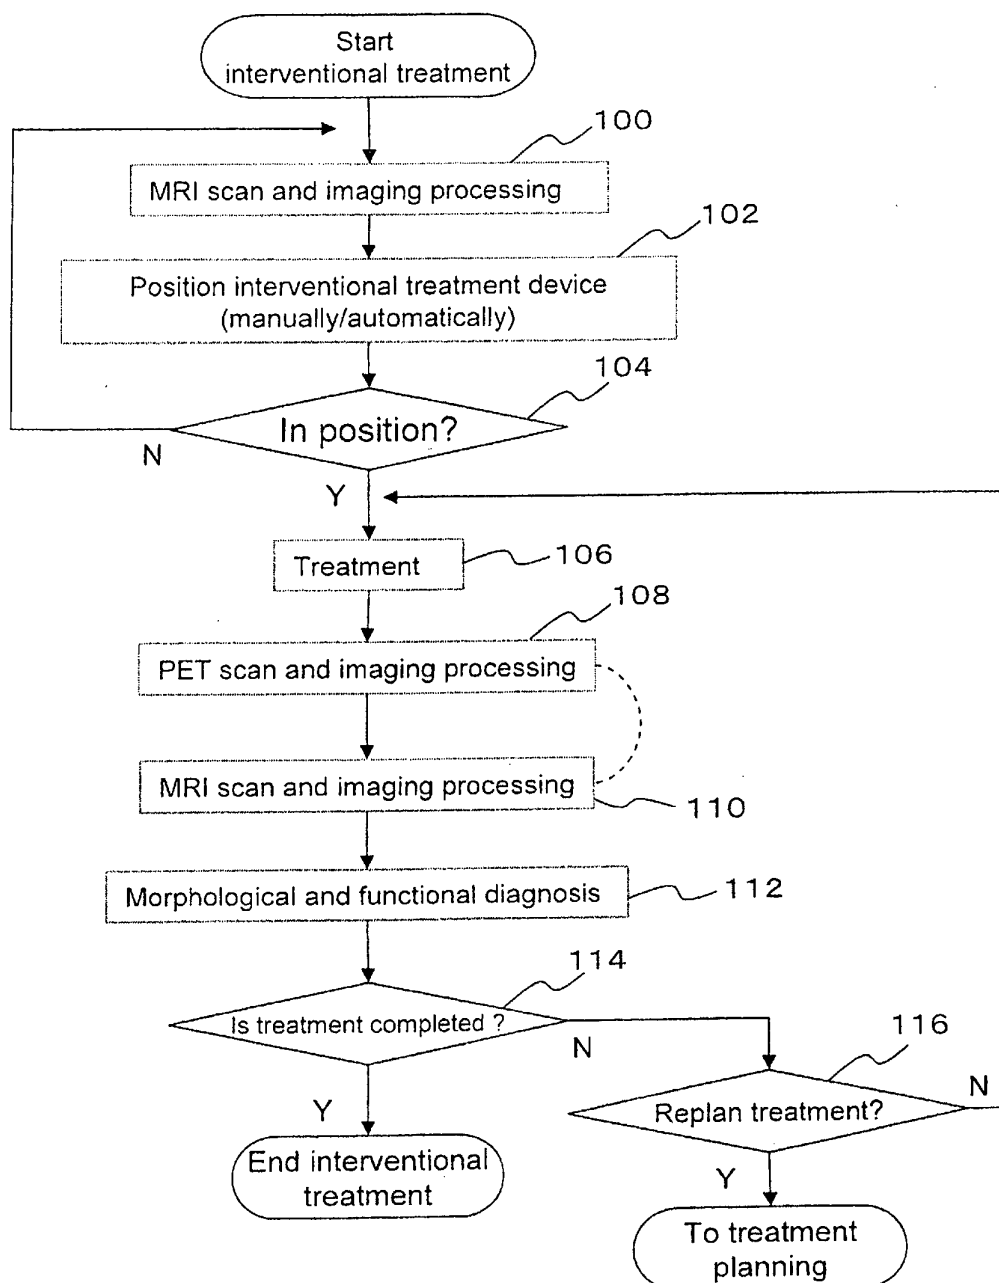 Start
interventional treatment
100
MRI scan and imaging processing
102
Position interventional treatment device
(manually/automatically)
104
In position?
N
Y
Treatment
106
108
PET scan and imaging processing
MRI scan and imaging processing
110
Morphological and functional diagnosis
112
114
Is treatment completed ?
N
116
Replan treatment?
N
Y
End interventional
treatment
Y
To treatment
planning